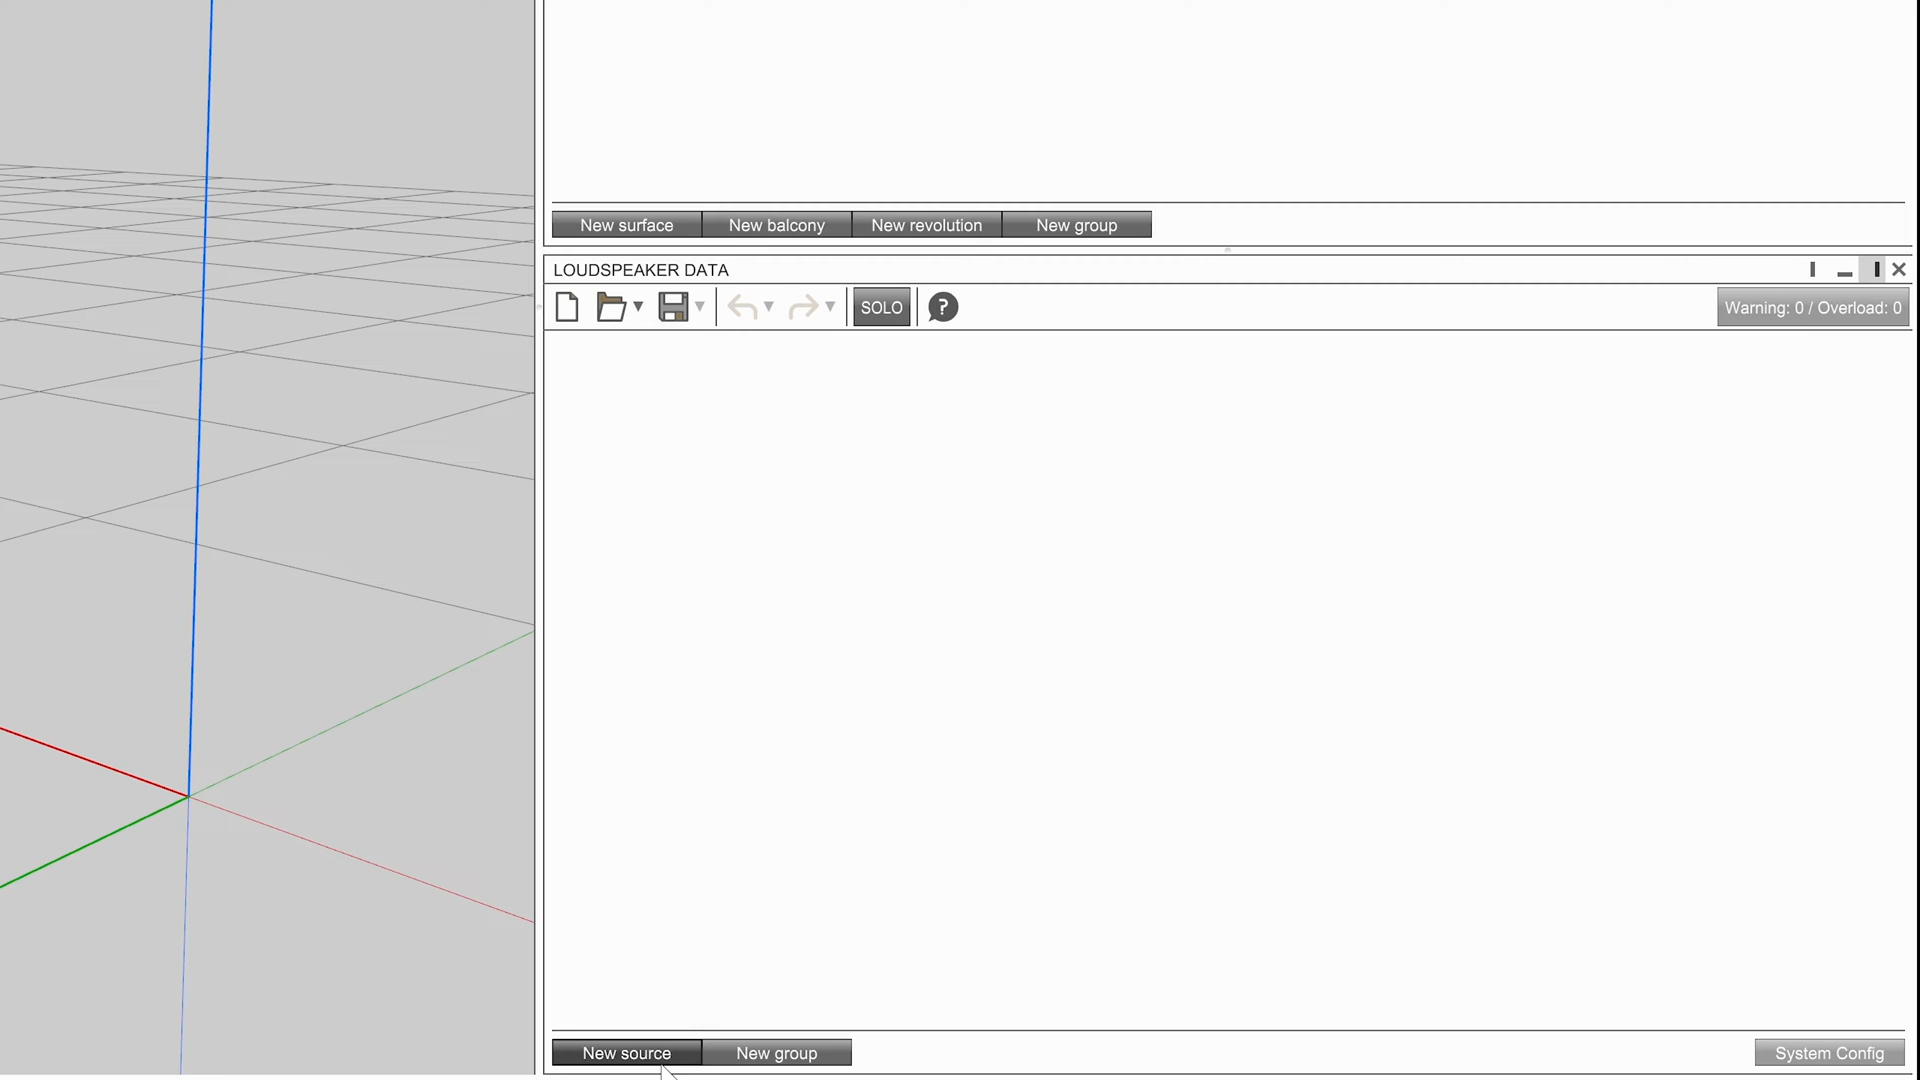 New surface New balcony New revolution New group
LOUDSPEAKER DATA
SOLO ? Warning: 0 / Overload: 0
New source New group System Config